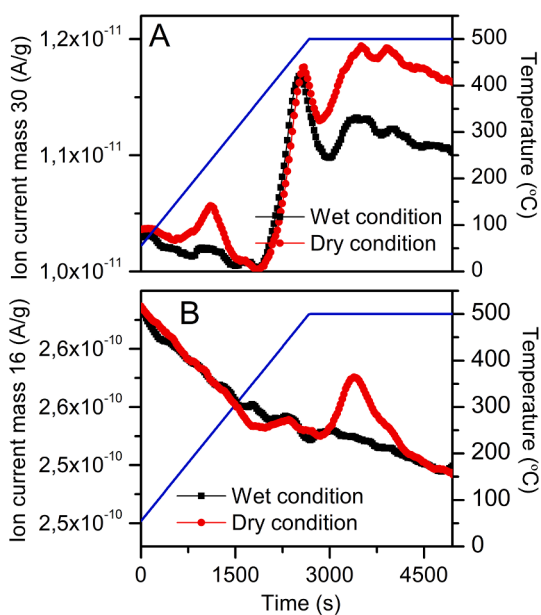 A
Ion current mass 30 (A/g)
1,2x10⁻¹¹
1,1x10⁻¹¹
1,0x10⁻¹¹
500
400
300
200
100
0
Temperature (ºC)
Wet condition
Dry condition
B
Ion current mass 16 (A/g)
2,6x10⁻¹⁰
2,6x10⁻¹⁰
2,5x10⁻¹⁰
2,5x10⁻¹⁰
500
400
300
200
100
0
Temperature (ºC)
Wet condition
Dry condition
0 1500 3000 4500
Time (s)